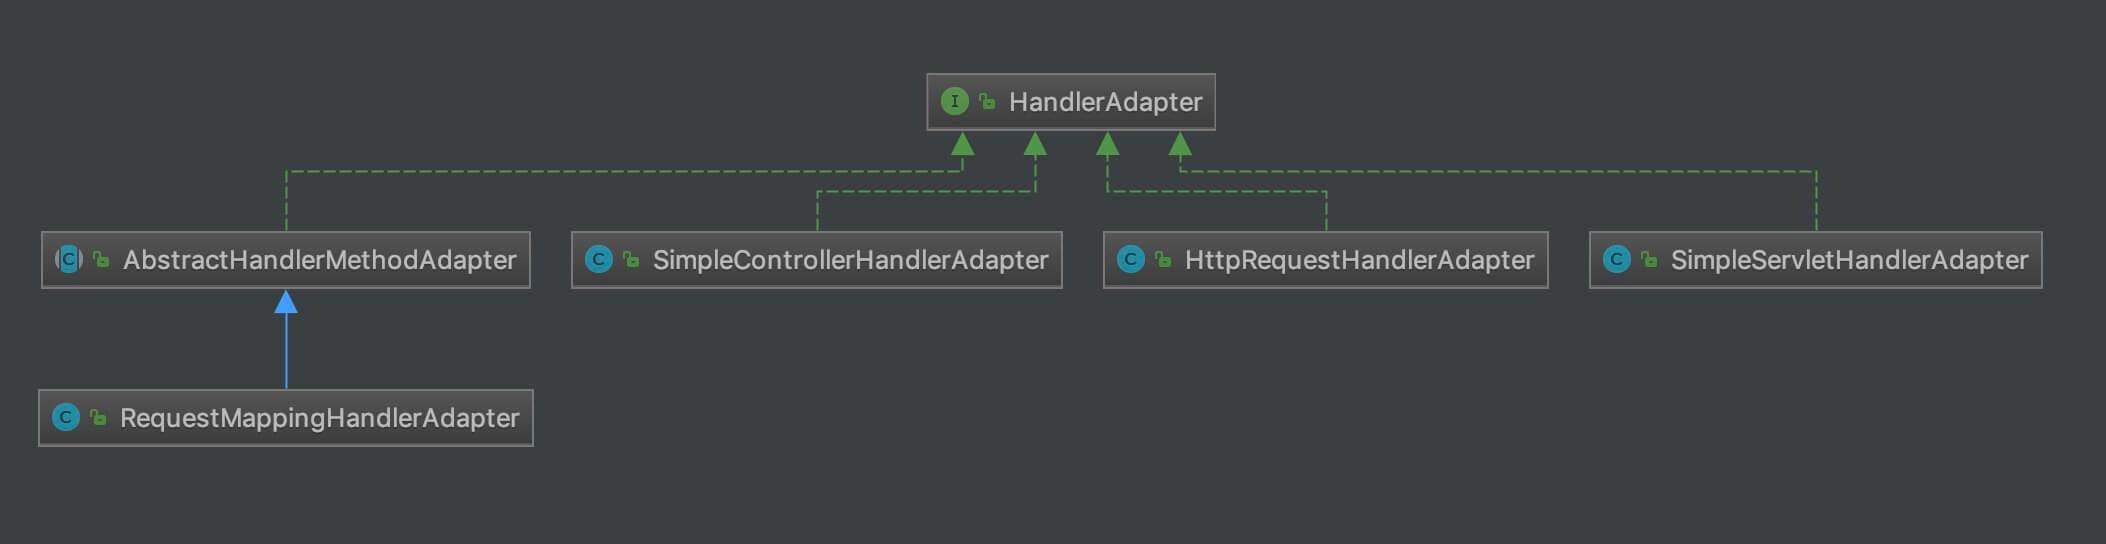 I HandlerAdapter
C AbstractHandlerMethodAdapter
C SimpleControllerHandlerAdapter
C HttpRequestHandlerAdapter
C SimpleServletHandlerAdapter
C RequestMappingHandlerAdapter